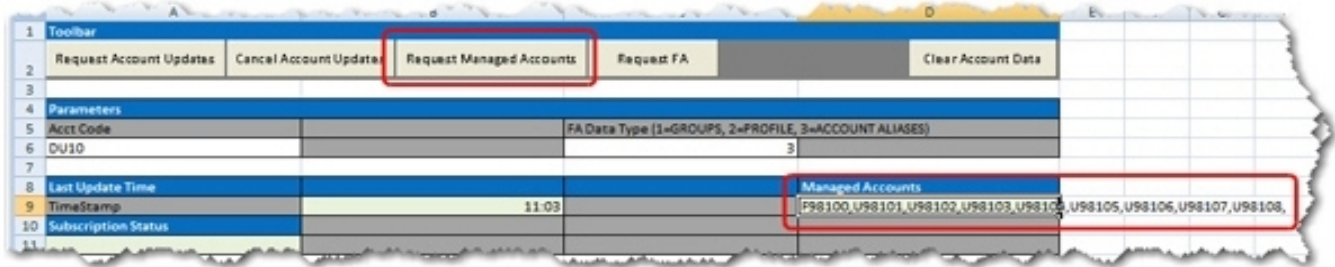 A B D E
1 Toolbar
2 Request Account Updates Cancel Account Updates Request Managed Accounts Request FA Clear Account Data
3
4 Parameters
5 Acct Code FA Data Type (1=GROUPS, 2=PROFILE, 3=ACCOUNT ALIASES)
6 DU10 3
7
8 Last Update Time Managed Accounts
9 TimeStamp 11:03 F98100,U98101,U98102,U98103,U98104,U98105,U98106,U98107,U98108,
10 Subscription Status
11